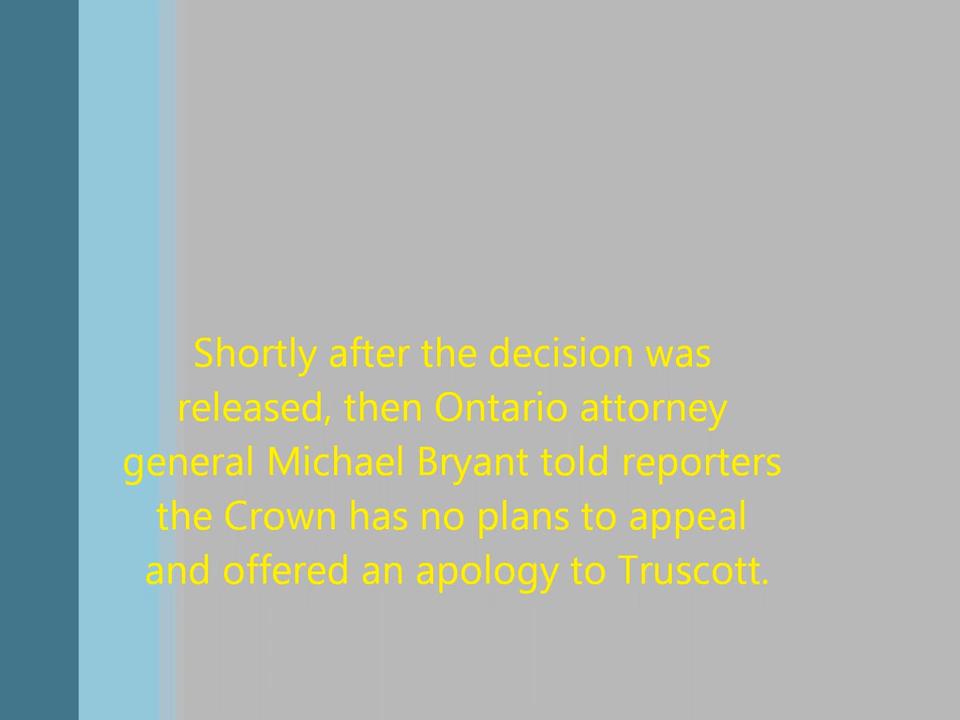 Shortly after the decision was
released, then Ontario attorney
general Michael Bryant told reporters
the Crown has no plans to appeal
and offered an apology to Truscott.